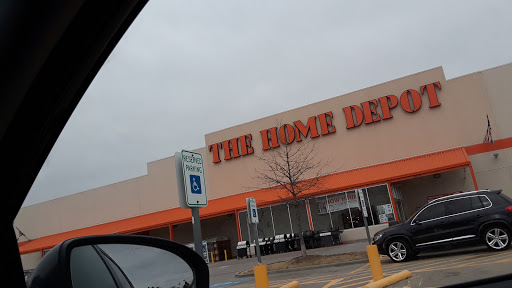 THE HOME DEPOT
RESERVED
PARKING